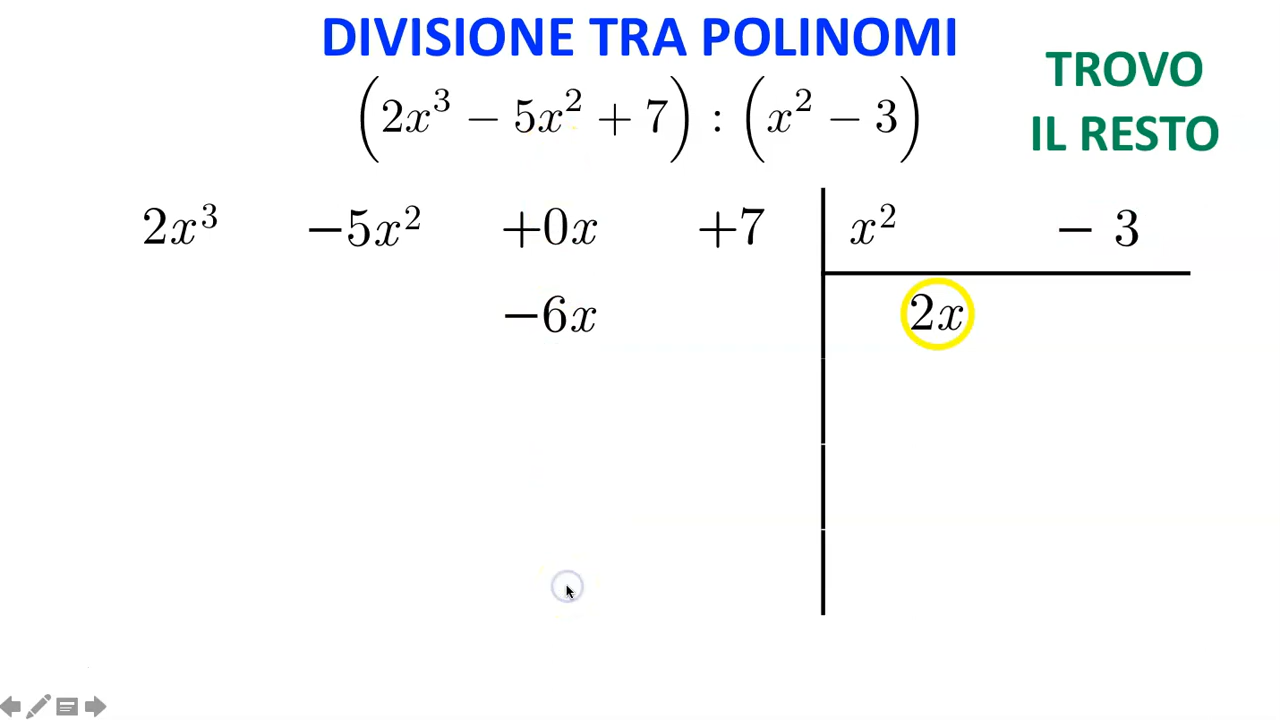 DIVISIONE TRA POLINOMI
TROVO
IL RESTO
(2x³ − 5x² + 7) : (x² − 3)
2x³ −5x² +0x +7 x² − 3
−6x 2x